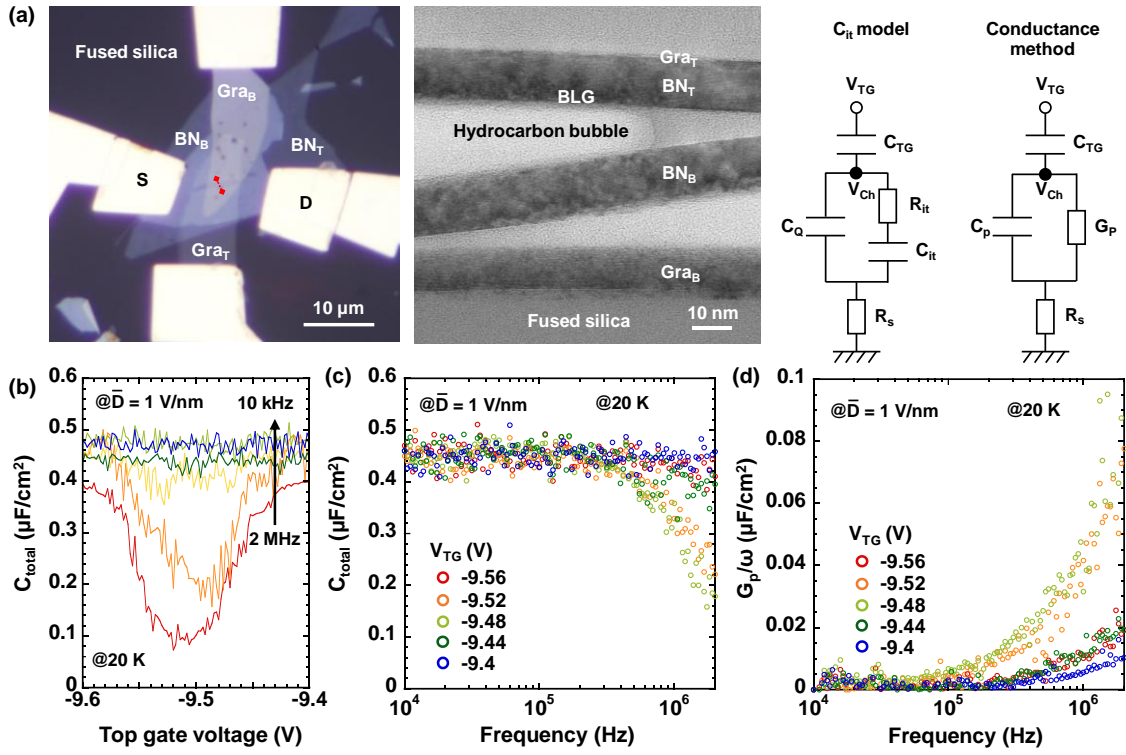 (a)
Fused silica
Gra_B
BN_B
BN_T
S
D
Gra_T
10 μm
Gra_T
BN_T
BLG
Hydrocarbon bubble
BN_B
Gra_B
10 nm
Fused silica
C_it model
V_TG
C_TG
V_Ch
R_it
C_Q
C_it
R_s
Conductance
method
V_TG
C_TG
V_Ch
C_p
G_P
R_s
(b)
@D̄ = 1 V/nm
10 kHz
2 MHz
@20 K
C_total (μF/cm²)
0.6
0.5
0.4
0.3
0.2
0.1
0
-9.6
-9.5
-9.4
Top gate voltage (V)
(c)
@D̄ = 1 V/nm
@20 K
V_TG (V)
-9.56
-9.52
-9.48
-9.44
-9.4
C_total (μF/cm²)
0.6
0.5
0.4
0.3
0.2
0.1
0
10⁴
10⁵
10⁶
Frequency (Hz)
(d)
@D̄ = 1 V/nm
@20 K
V_TG (V)
-9.56
-9.52
-9.48
-9.44
-9.4
G_p/ω (μF/cm²)
0.1
0.08
0.06
0.04
0.02
0
10⁴
10⁵
10⁶
Frequency (Hz)